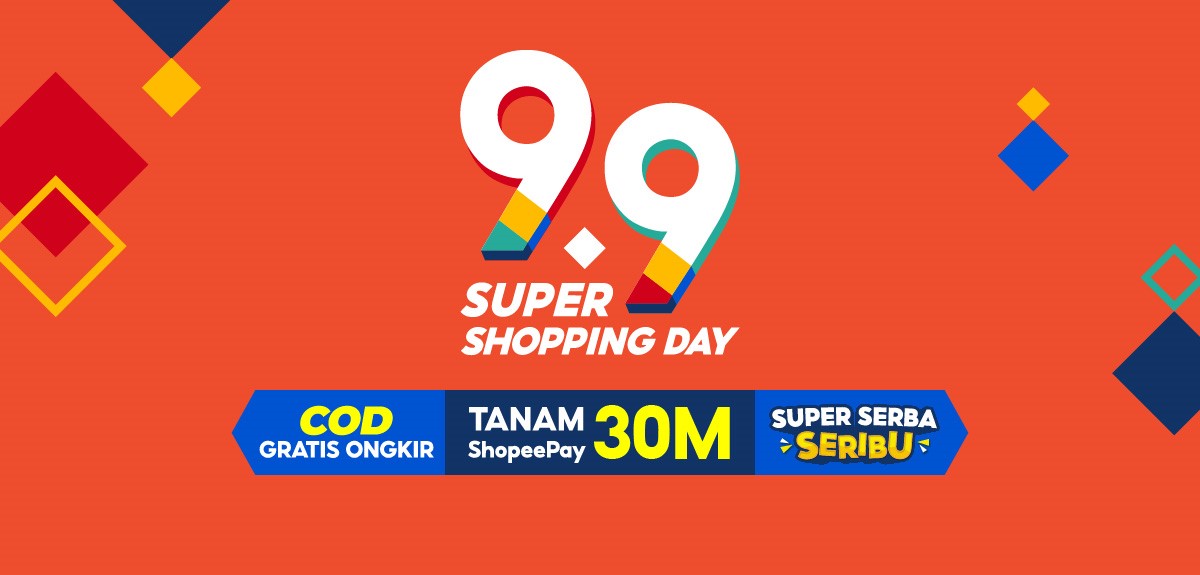 9.9
SUPER
SHOPPING DAY
COD
GRATIS ONGKIR
TANAM
ShopeePay
30M
SUPER SERBA
SERIBU